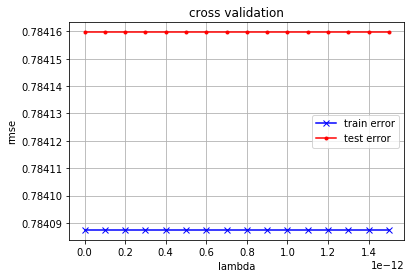 cross validation
0.78416
0.78415
0.78414
0.78413
0.78412
0.78411
0.78410
0.78409
rmse
train error
test error
0.0 0.2 0.4 0.6 0.8 1.0 1.2 1.4
1e−12
lambda